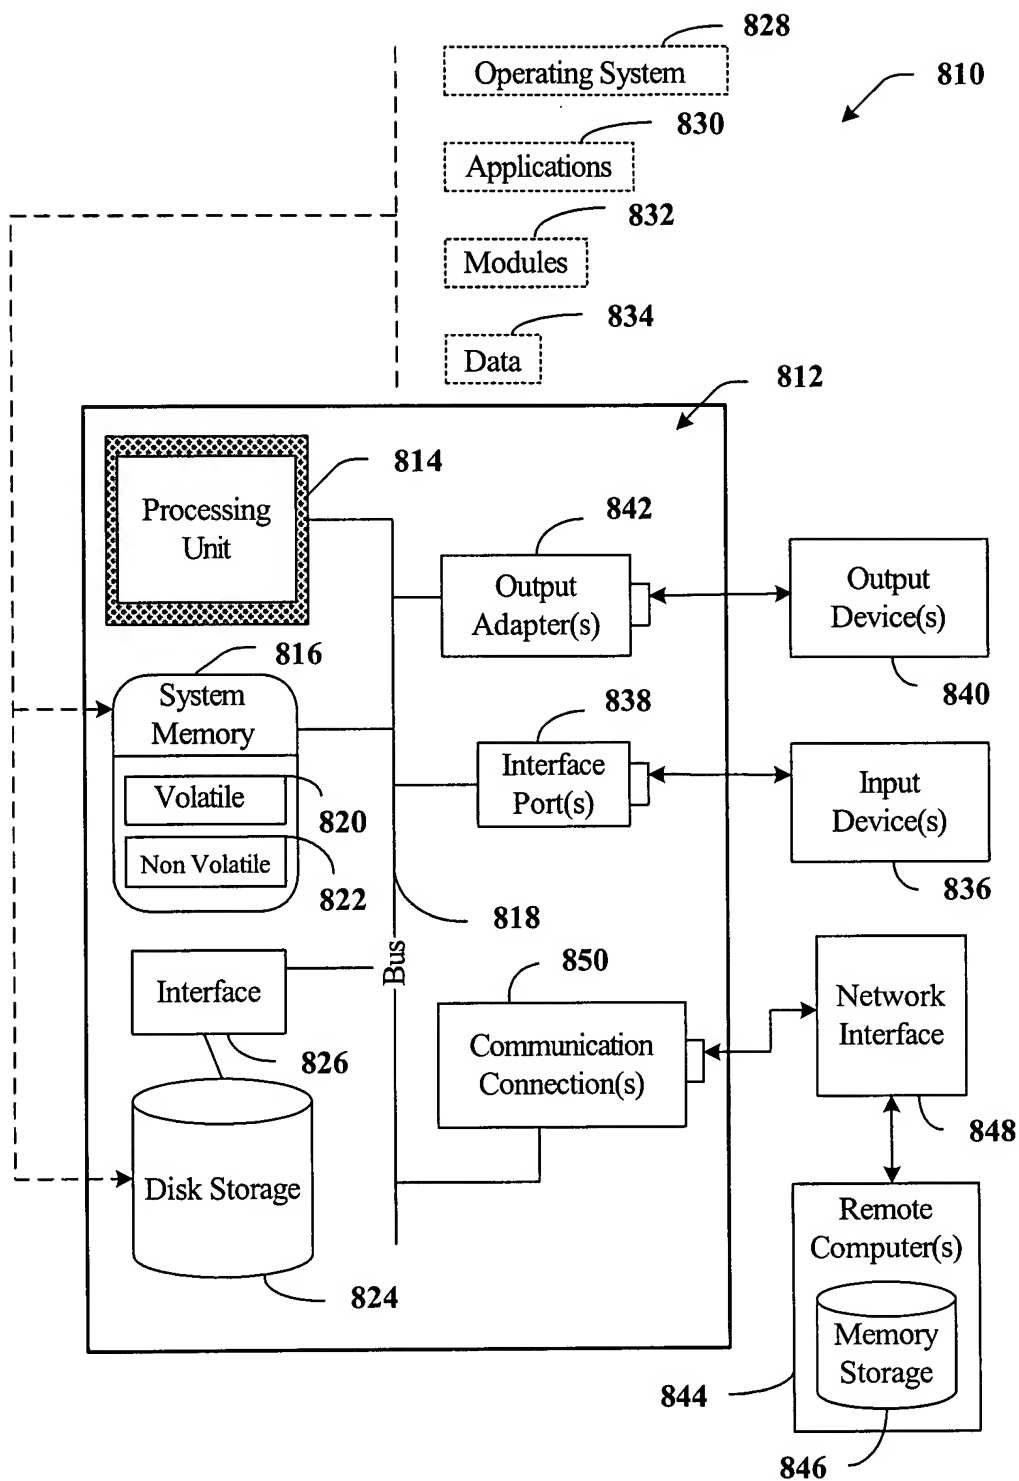 828
Operating System
810
830
Applications
832
Modules
834
Data
812
814
Processing
Unit
842
Output
Adapter(s)
Output
Device(s)
840
816
System
Memory
838
Interface
Port(s)
Input
Device(s)
836
Volatile
820
Non Volatile
822
818
Bus
850
Interface
826
Communication
Connection(s)
Network
Interface
848
Disk Storage
824
Remote
Computer(s)
Memory
Storage
844
846